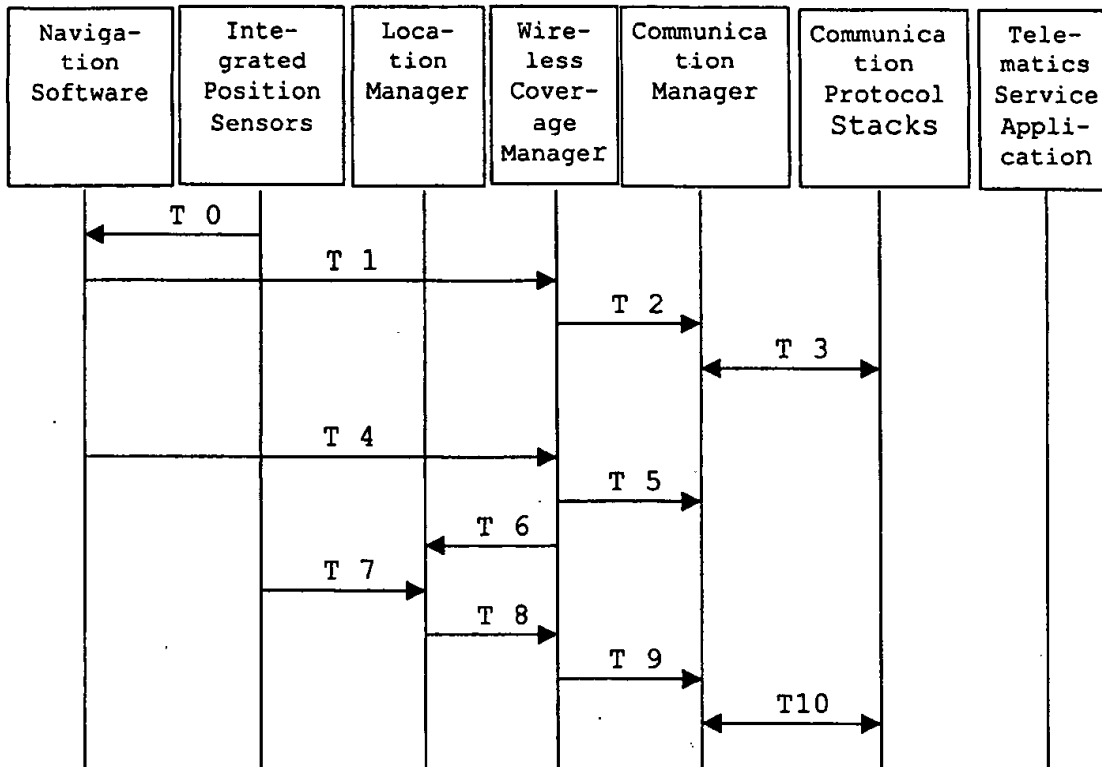 Naviga-
tion
Software
Inte-
grated
Position
Sensors
Loca-
tion
Manager
Wire-
less
Cover-
age
Manager
Communica
tion
Manager
Communica
tion
Protocol
Stacks
Tele-
matics
Service
Appli-
cation
T 0
T 1
T 2
T 3
T 4
T 5
T 6
T 7
T 8
T 9
T10